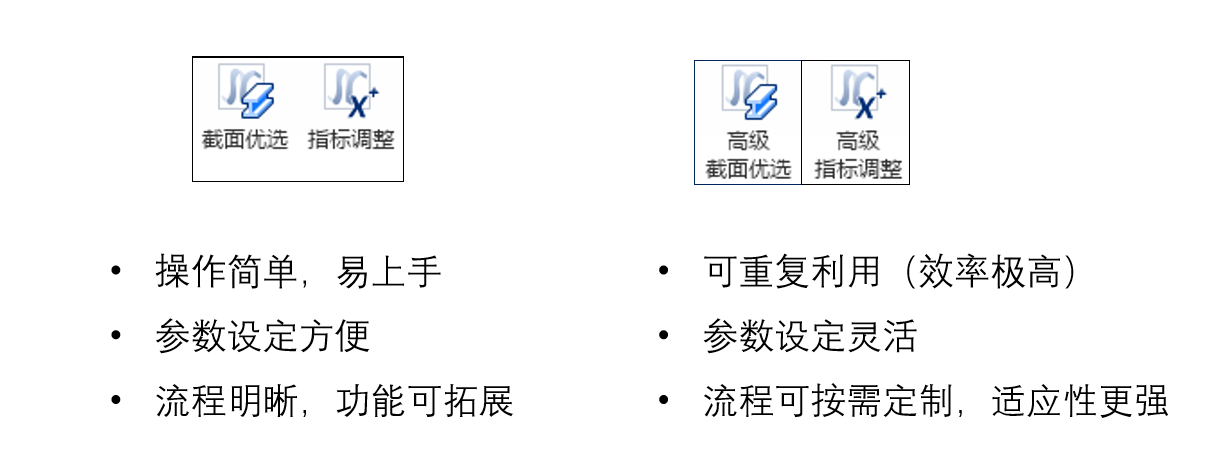 截面优选 指标调整
高级 高级
截面优选 指标调整
• 操作简单，易上手
• 参数设定方便
• 流程明晰，功能可拓展
• 可重复利用（效率极高）
• 参数设定灵活
• 流程可按需定制，适应性更强